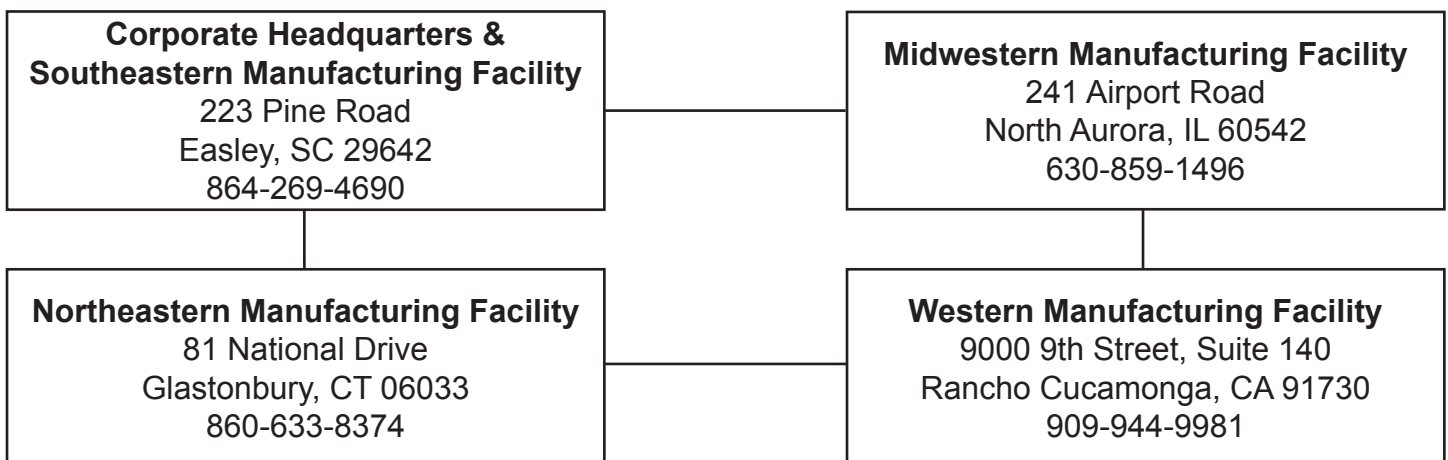 Corporate Headquarters &
Southeastern Manufacturing Facility
223 Pine Road
Easley, SC 29642
864-269-4690
Midwestern Manufacturing Facility
241 Airport Road
North Aurora, IL 60542
630-859-1496
Northeastern Manufacturing Facility
81 National Drive
Glastonbury, CT 06033
860-633-8374
Western Manufacturing Facility
9000 9th Street, Suite 140
Rancho Cucamonga, CA 91730
909-944-9981